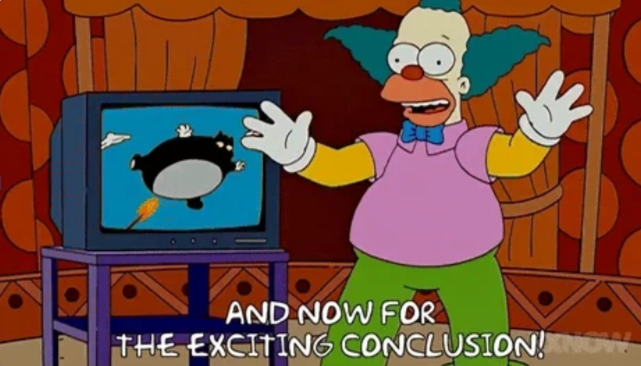 AND NOW FOR
THE EXCITING CONCLUSION!